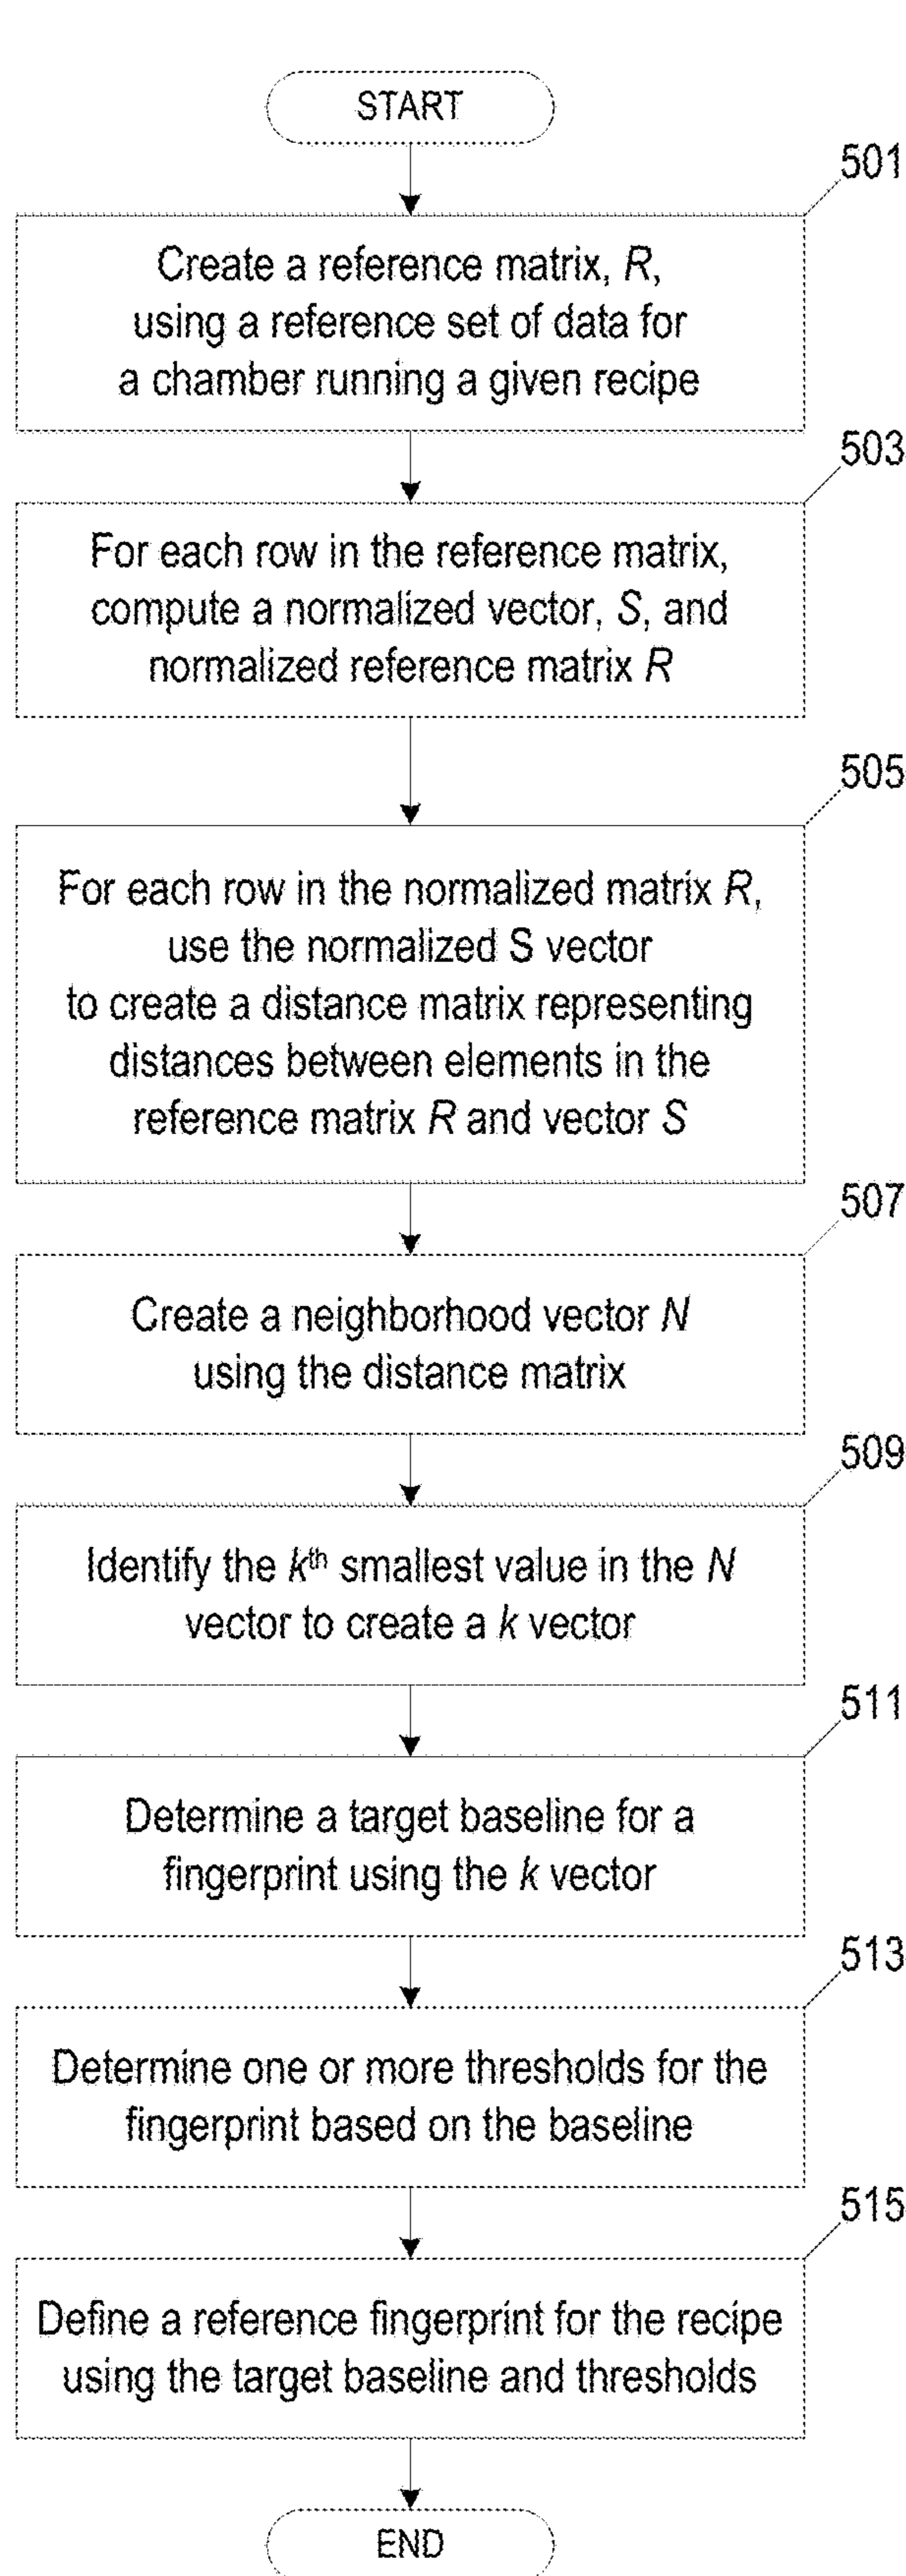 START
501
Create a reference matrix, R,
using a reference set of data for
a chamber running a given recipe
503
For each row in the reference matrix,
compute a normalized vector, S, and
normalized reference matrix R
505
For each row in the normalized matrix R,
use the normalized S vector
to create a distance matrix representing
distances between elements in the
reference matrix R and vector S
507
Create a neighborhood vector N
using the distance matrix
509
Identify the kth smallest value in the N
vector to create a k vector
511
Determine a target baseline for a
fingerprint using the k vector
513
Determine one or more thresholds for the
fingerprint based on the baseline
515
Define a reference fingerprint for the recipe
using the target baseline and thresholds
END